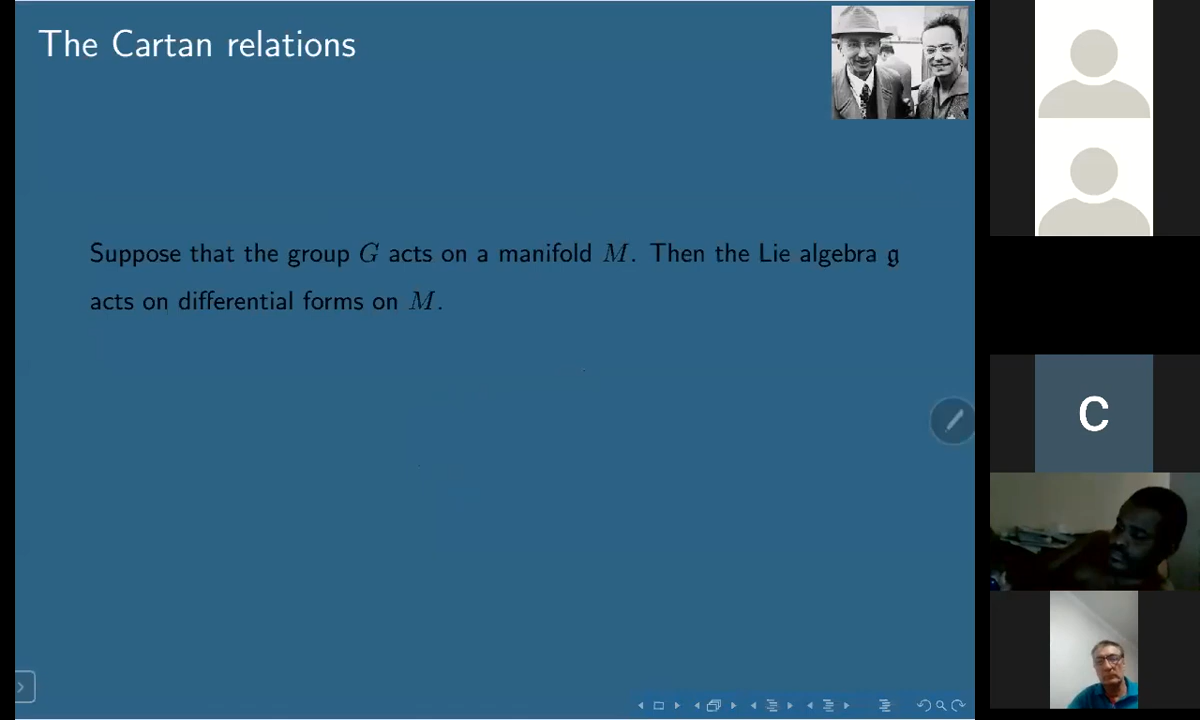 The Cartan relations
Suppose that the group G acts on a manifold M. Then the Lie algebra 𝔤
acts on differential forms on M.
C